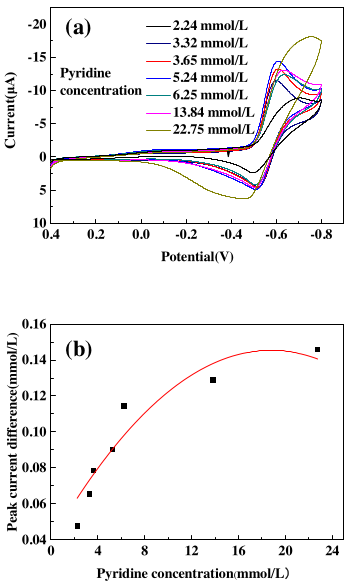 (a)
Pyridine
concentration
2.24 mmol/L
3.32 mmol/L
3.65 mmol/L
5.24 mmol/L
6.25 mmol/L
13.84 mmol/L
22.75 mmol/L
Current(μA)
-20
-15
-10
-5
0
5
10
0.4 0.2 0.0 -0.2 -0.4 -0.6 -0.8
Potential(V)
(b)
Peak current difference(mmol/L)
0.16
0.14
0.12
0.10
0.08
0.06
0.04
0 4 8 12 16 20 24
Pyridine concentration(mmol/L)